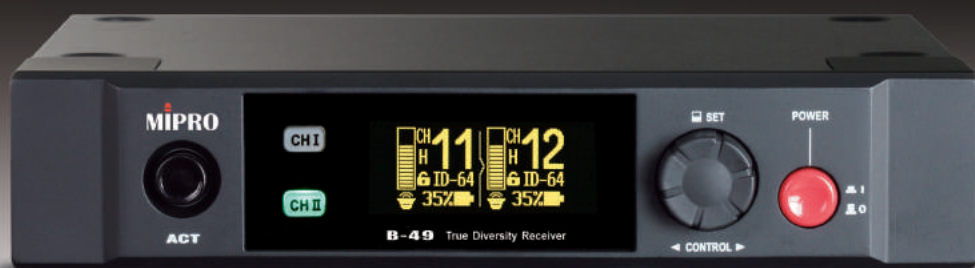 MIPRO
ACT
CH I
CH II
CH 11
H
ID-64
35%
CH 12
H
ID-64
35%
B-49 True Diversity Receiver
SET
◄ CONTROL ►
POWER
I
O